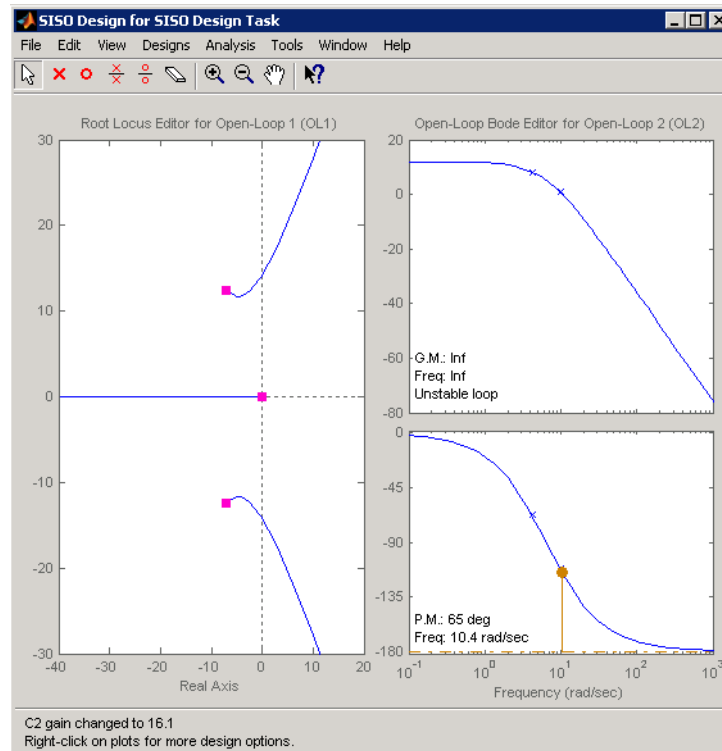 SISO Design for SISO Design Task
File Edit View Designs Analysis Tools Window Help
Root Locus Editor for Open-Loop 1 (OL1)
30
20
10
0
-10
-20
-30
-40 -30 -20 -10 0 10 20
Real Axis
Open-Loop Bode Editor for Open-Loop 2 (OL2)
20
0
-20
-40
-60
-80
G.M.: Inf
Freq: Inf
Unstable loop
0
-45
-90
-135
-180
P.M.: 65 deg
Freq: 10.4 rad/sec
10^-1 10^0 10^1 10^2 10^3
Frequency (rad/sec)
C2 gain changed to 16.1
Right-click on plots for more design options.